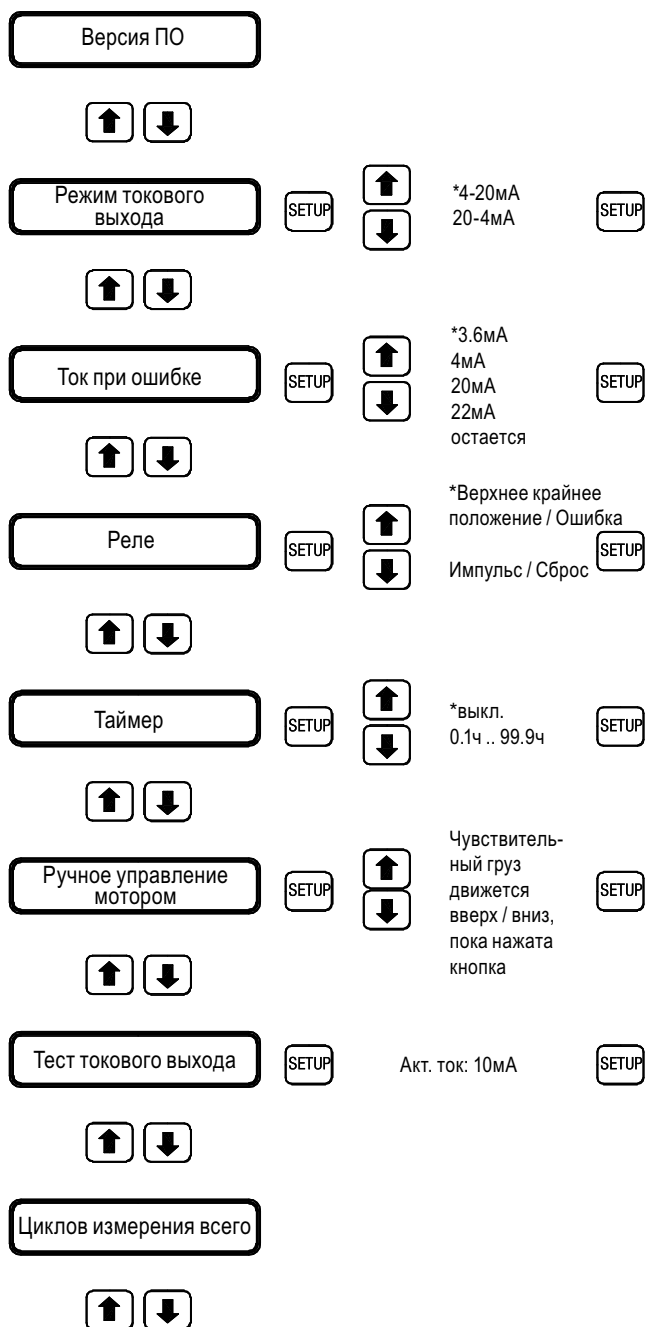 Версия ПО
Режим токового
выхода
SETUP
*4-20мА
20-4мА
SETUP
Ток при ошибке
SETUP
*3.6мА
4мА
20мА
22мА
остается
SETUP
Реле
SETUP
*Верхнее крайнее
положение / Ошибка
Импульс / Сброс
SETUP
Таймер
SETUP
*выкл.
0.1ч .. 99.9ч
SETUP
Ручное управление
мотором
SETUP
Чувствитель-
ный груз
движется
вверх / вниз,
пока нажата
кнопка
SETUP
Тест токового выхода
SETUP
Акт. ток: 10мА
SETUP
Циклов измерения всего